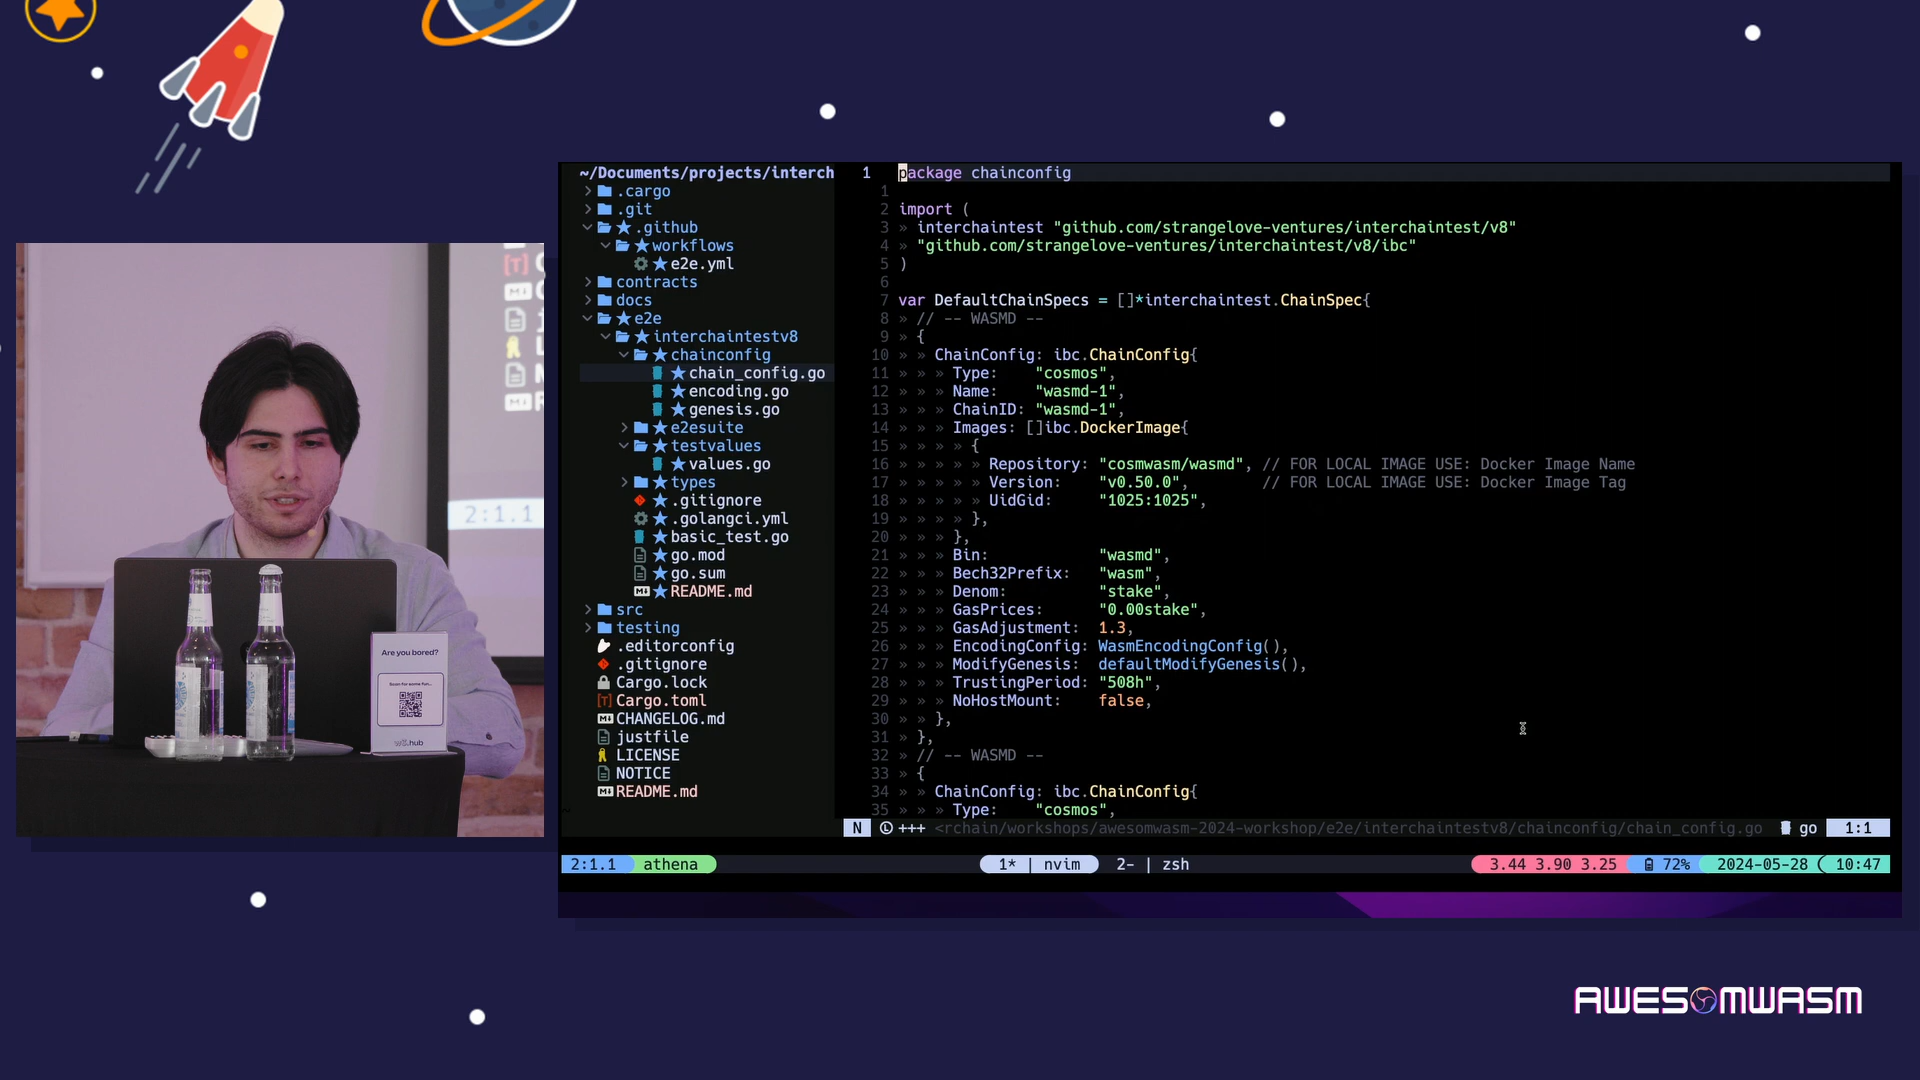 ~/Documents/projects/interch
.cargo
.git
.github
workflows
e2e.yml
contracts
docs
e2e
interchaintestv8
chainconfig
chain_config.go
encoding.go
genesis.go
e2esuite
testvalues
values.go
types
.gitignore
.golangci.yml
basic_test.go
go.mod
go.sum
README.md
src
testing
.editorconfig
.gitignore
Cargo.lock
Cargo.toml
CHANGELOG.md
justfile
LICENSE
NOTICE
README.md
1 package chainconfig
1
2 import (
3 » interchaintest "github.com/strangelove-ventures/interchaintest/v8"
4 » "github.com/strangelove-ventures/interchaintest/v8/ibc"
5 )
6
7 var DefaultChainSpecs = []*interchaintest.ChainSpec{
8 » // -- WASMD --
9 » {
10 » » ChainConfig: ibc.ChainConfig{
11 » » » Type: "cosmos",
12 » » » Name: "wasmd-1",
13 » » » ChainID: "wasmd-1",
14 » » » Images: []ibc.DockerImage{
15 » » » » {
16 » » » » » Repository: "cosmwasm/wasmd", // FOR LOCAL IMAGE USE: Docker Image Name
17 » » » » » Version: "v0.50.0", // FOR LOCAL IMAGE USE: Docker Image Tag
18 » » » » » UidGid: "1025:1025",
19 » » » » },
20 » » » },
21 » » » Bin: "wasmd",
22 » » » Bech32Prefix: "wasm",
23 » » » Denom: "stake",
24 » » » GasPrices: "0.00stake",
25 » » » GasAdjustment: 1.3,
26 » » » EncodingConfig: WasmEncodingConfig(),
27 » » » ModifyGenesis: defaultModifyGenesis(),
28 » » » TrustingPeriod: "508h",
29 » » » NoHostMount: false,
30 » » },
31 » },
32 » // -- WASMD --
33 » {
34 » » ChainConfig: ibc.ChainConfig{
35 » » » Type: "cosmos",
N +++ <rchain/workshops/awesomwasm-2024-workshop/e2e/interchaintestv8/chainconfig/chain_config.go go 1:1
2:1.1 athena 1* | nvim 2- | zsh 3.44 3.90 3.25 72% 2024-05-28 ( 10:47
2:1.1
Are you bored?
Scan for some fun...
AWESOMWASM